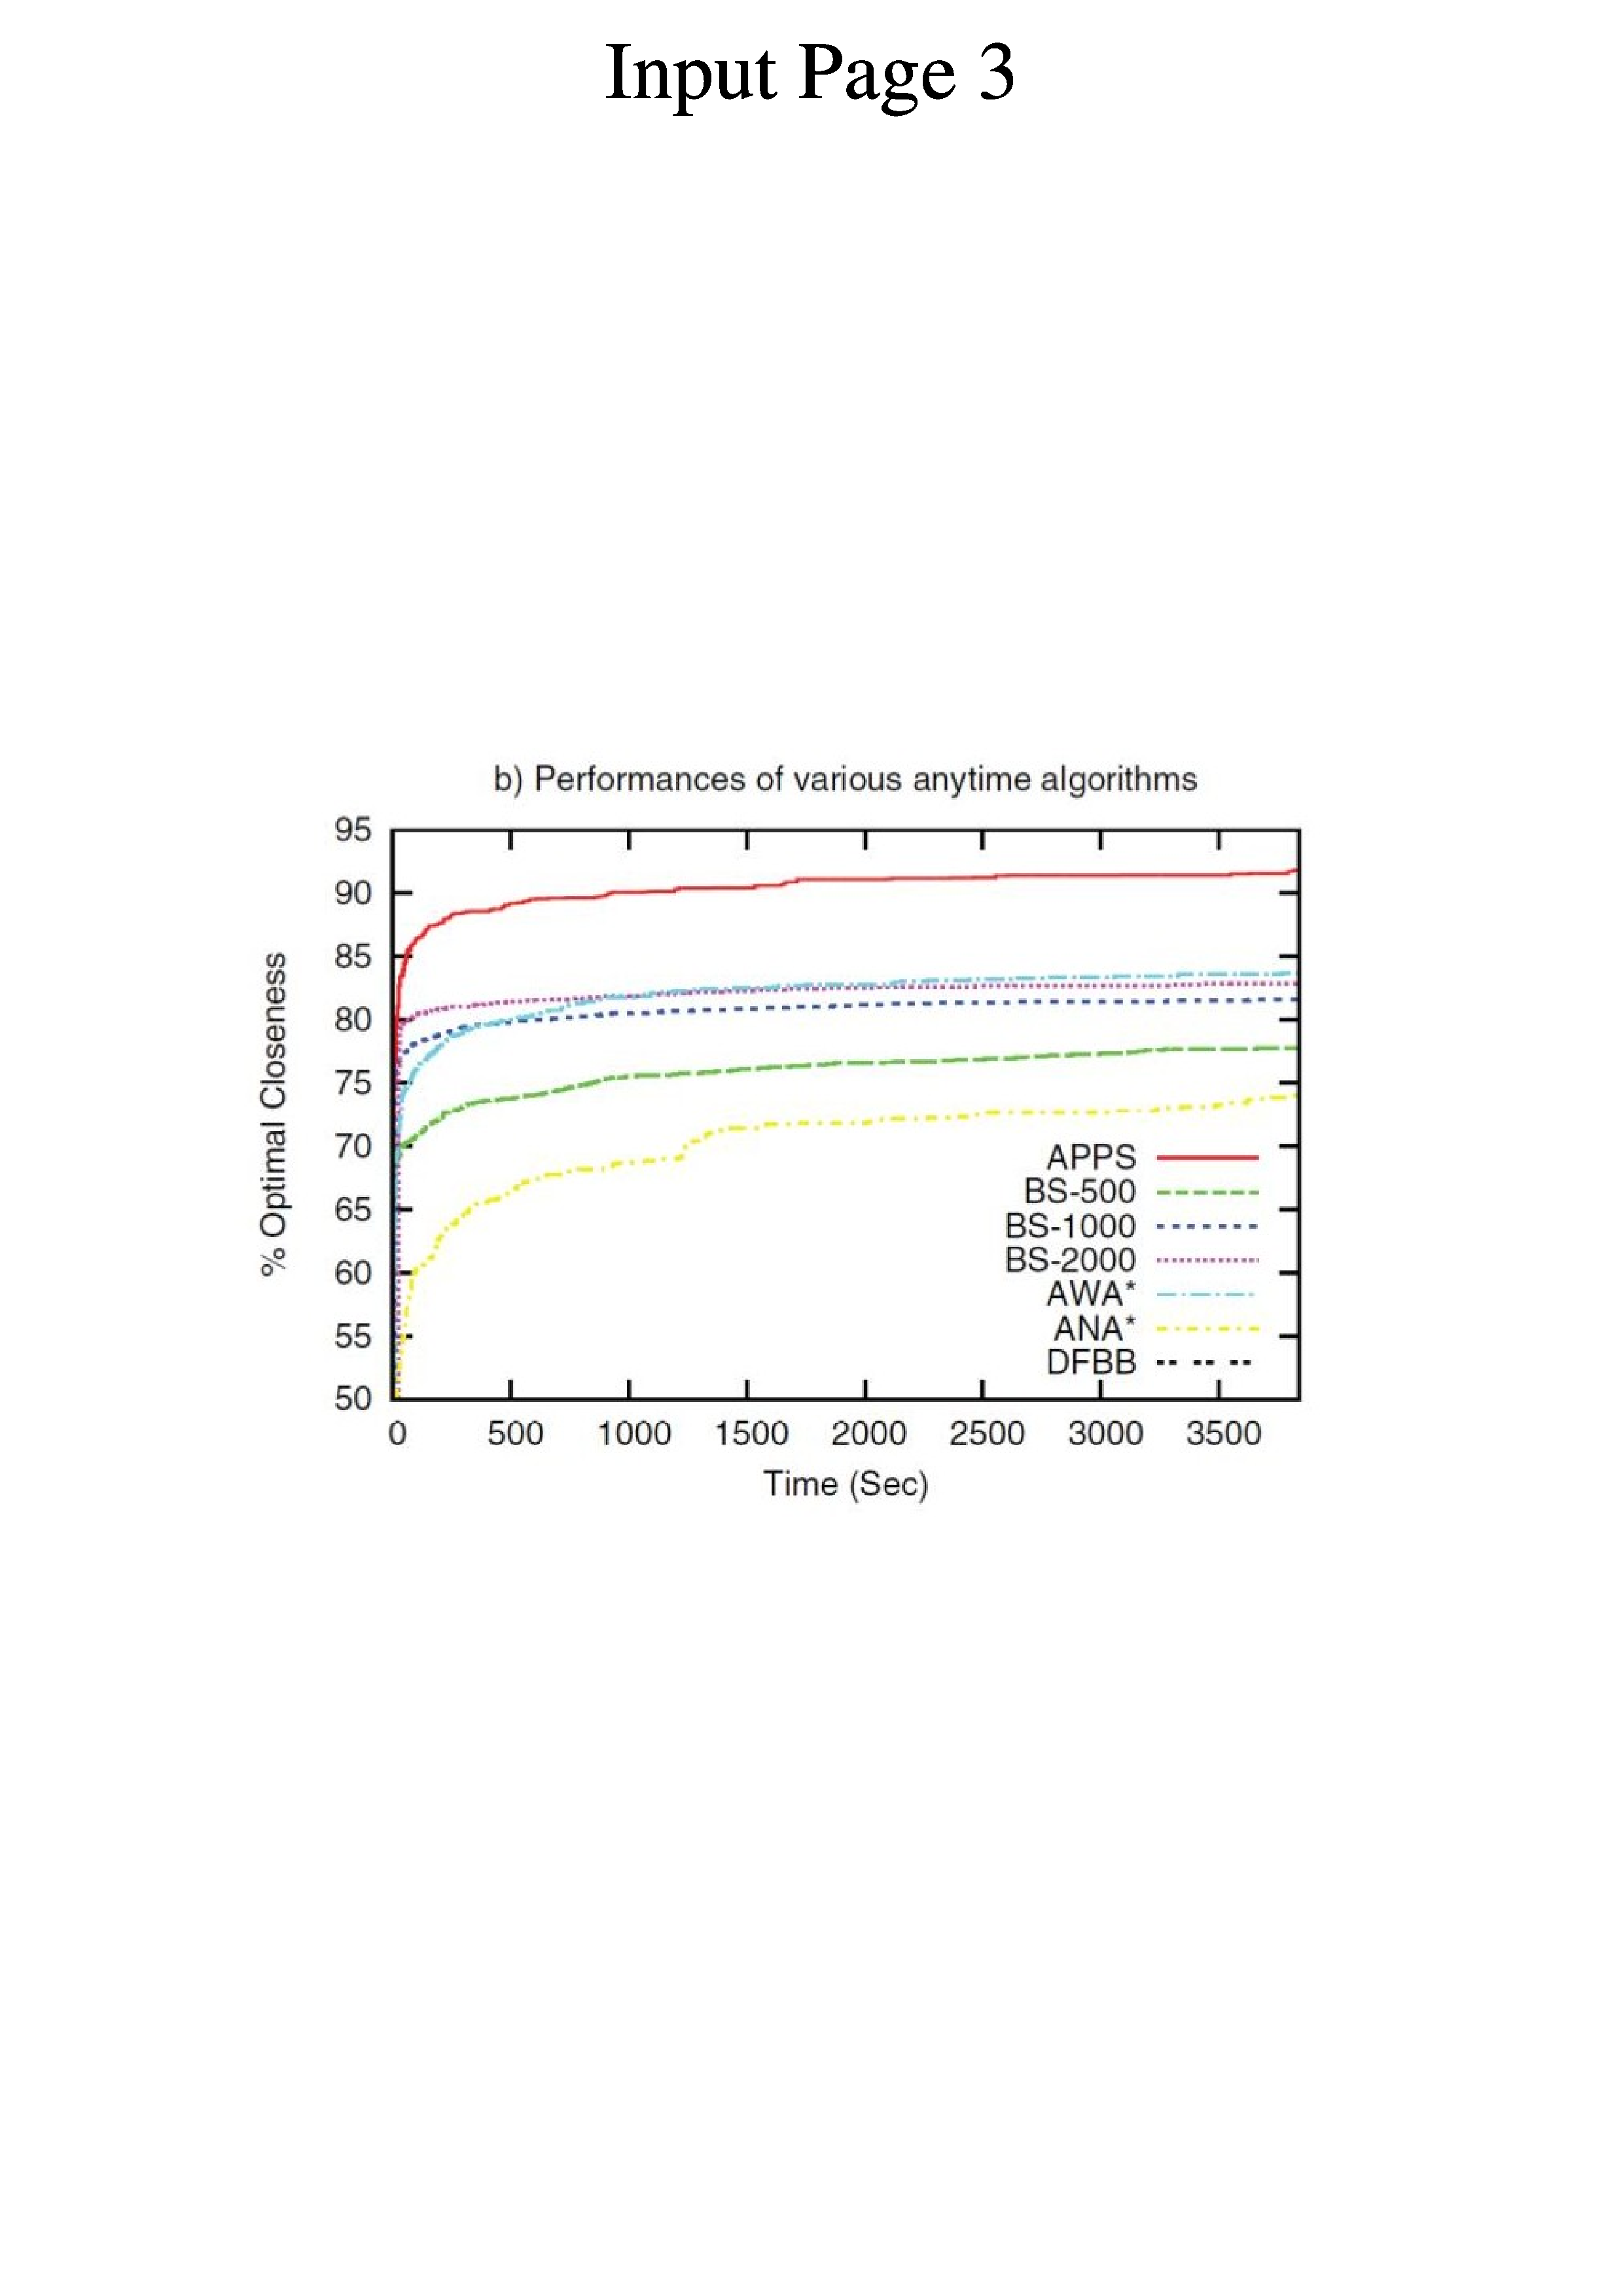 Input Page 3
b) Performances of various anytime algorithms
95
90
85
80
75
70
65
60
55
50
% Optimal Closeness
APPS
BS-500
BS-1000
BS-2000
AWA*
ANA*
DFBB
0 500 1000 1500 2000 2500 3000 3500
Time (Sec)